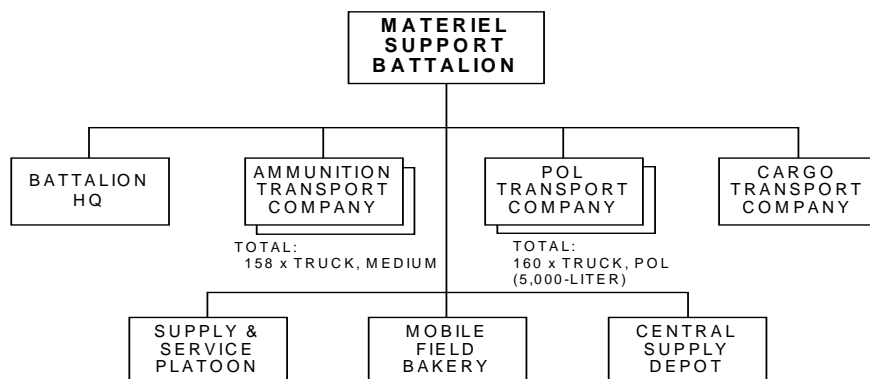 MATERIEL
SUPPORT
BATTALION
BATTALION
HQ
AMMUNITION
TRANSPORT
COMPANY
POL
TRANSPORT
COMPANY
CARGO
TRANSPORT
COMPANY
TOTAL:
158 x TRUCK, MEDIUM
TOTAL:
160 x TRUCK, POL
(5,000-LITER)
SUPPLY &
SERVICE
PLATOON
MOBILE
FIELD
BAKERY
CENTRAL
SUPPLY
DEPOT